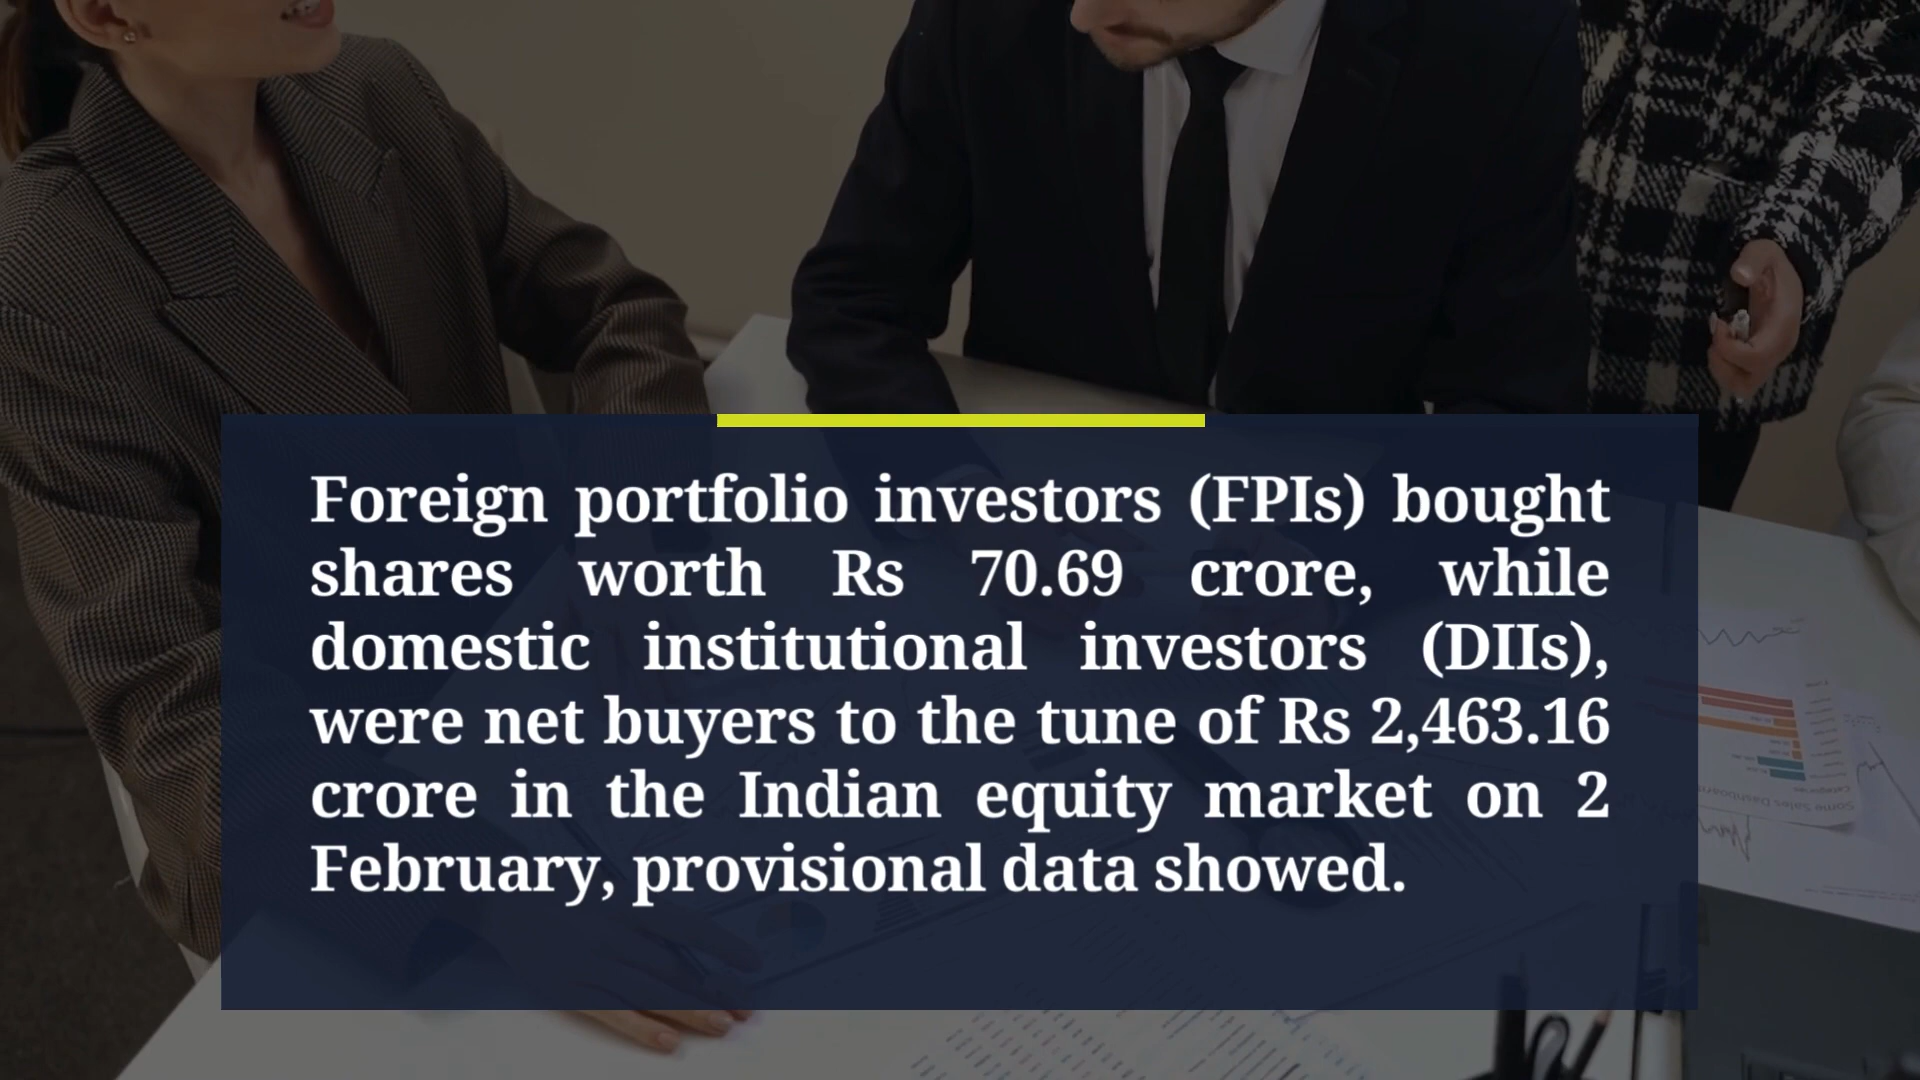 Foreign portfolio investors (FPIs) bought
shares worth Rs 70.69 crore, while
domestic institutional investors (DIIs),
were net buyers to the tune of Rs 2,463.16
crore in the Indian equity market on 2
February, provisional data showed.